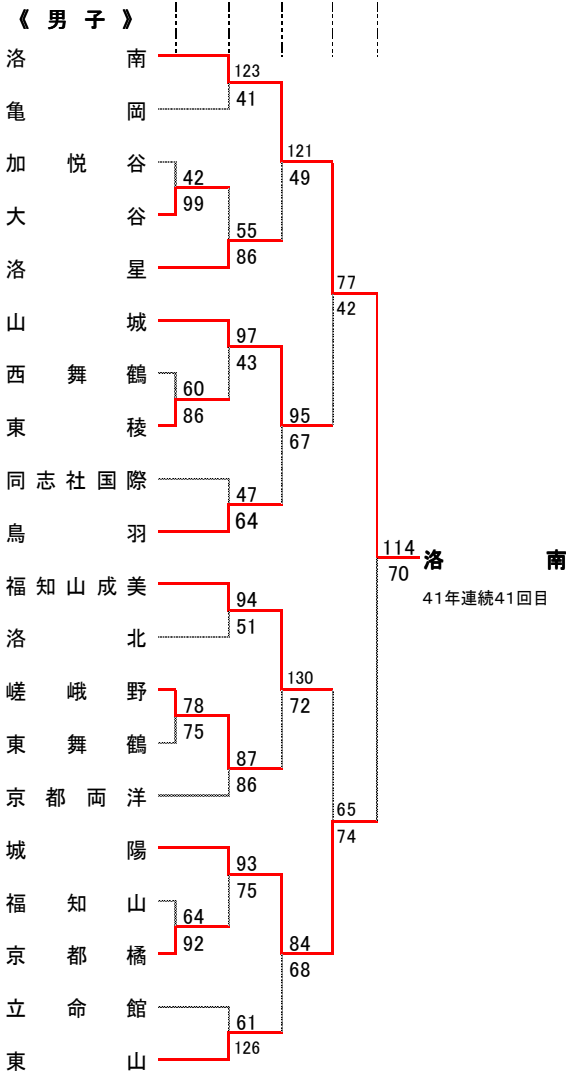 《 男 子 》
洛南
123
亀岡
41
121
加悦谷
42
49
大谷
99
55
洛星
86
77
42
山城
97
43
西舞鶴
60
86
95
東稜
67
同志社国際
47
鳥羽
64
114 洛南
70
福知山成美
94
41年連続41回目
洛北
51
嵯峨野
78
130
72
東舞鶴
75
87
京都両洋
86
65
74
城陽
93
75
福知山
64
京都橘
92
84
68
立命館
61
東山
126